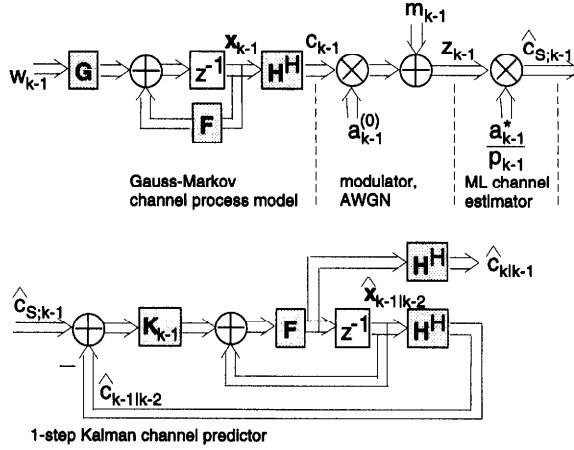 m_{k-1}
x_{k-1} c_{k-1} z_{k-1} ĉ_{S;k-1}
w_{k-1} G z^{-1} H^H
F
a_{k-1}^{(0)} a^*_{k-1}
p_{k-1}
Gauss-Markov
channel process model
modulator,
AWGN
ML channel
estimator
H^H ĉ_{k|k-1}
ĉ_{S;k-1} x̂_{k-1|k-2}
K_{k-1} F z^{-1} H^H
−
ĉ_{k-1|k-2}
1-step Kalman channel predictor